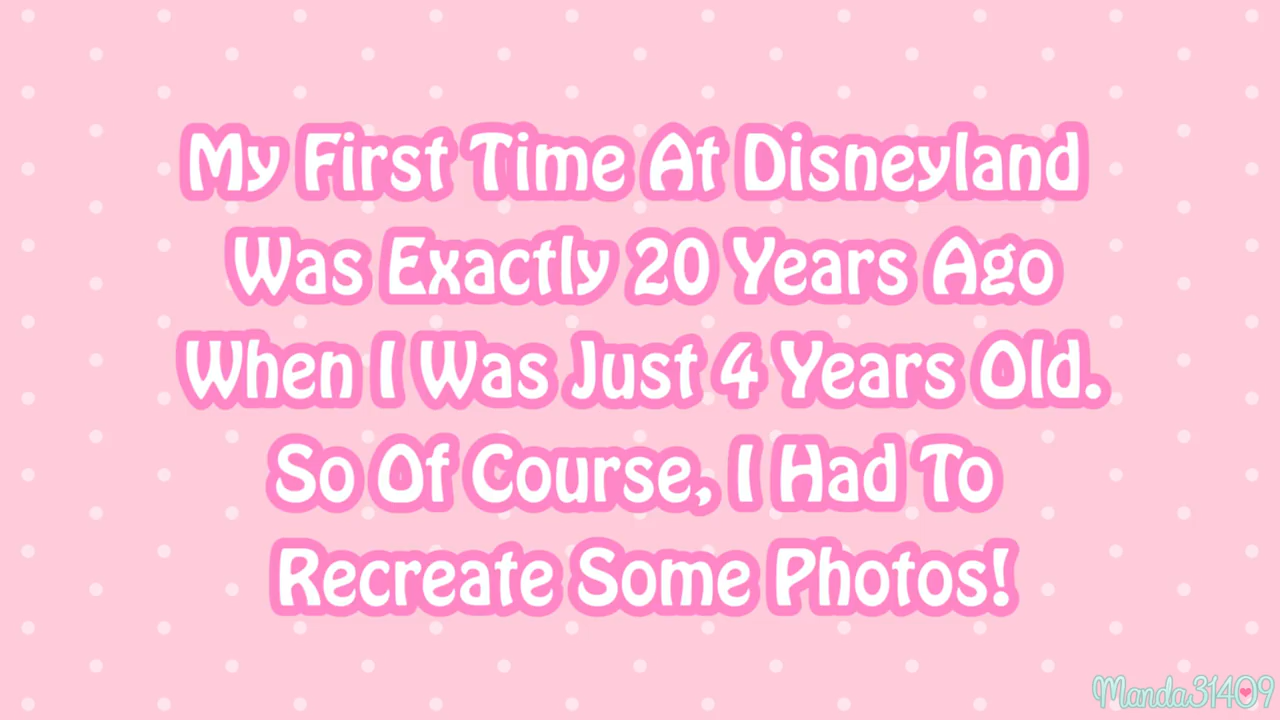 My First Time At Disneyland
Was Exactly 20 Years Ago
When I Was Just 4 Years Old.
So Of Course, I Had To
Recreate Some Photos!
Manda31409